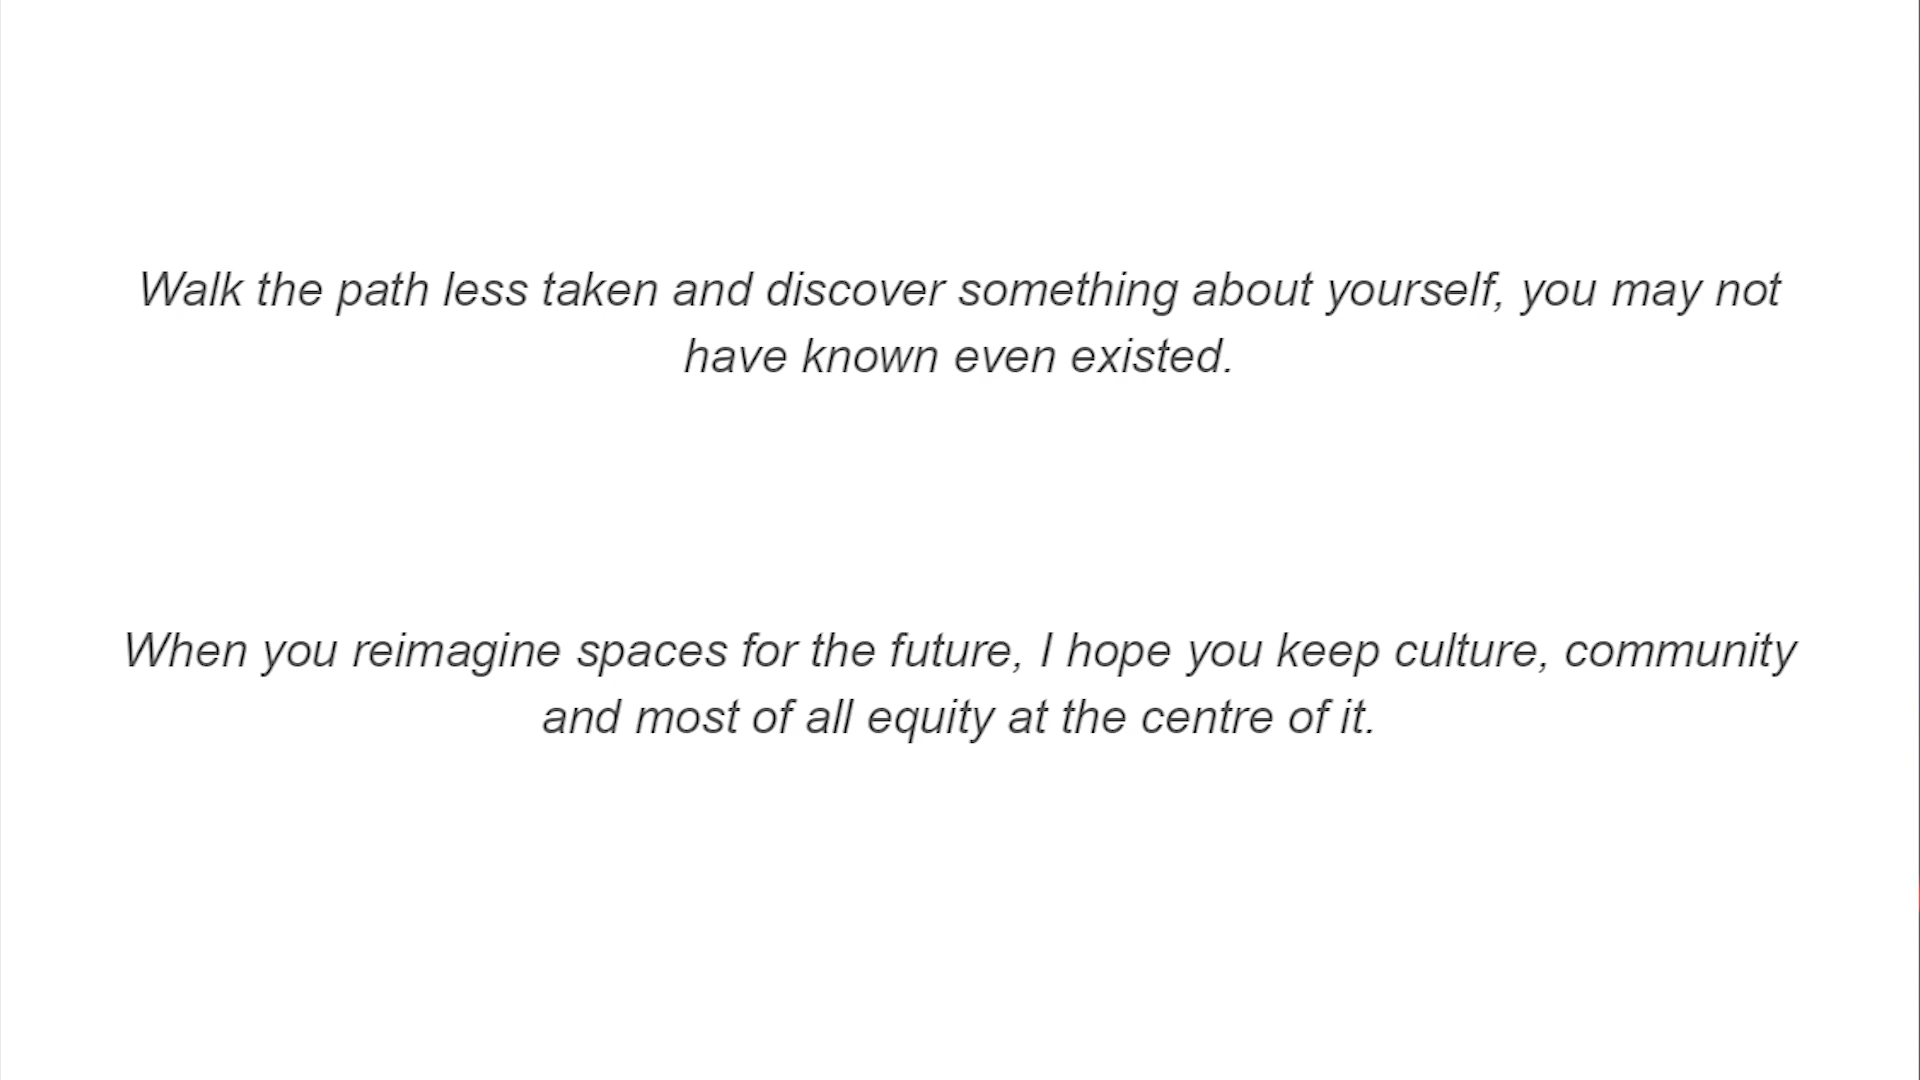 Walk the path less taken and discover something about yourself, you may not
have known even existed.
When you reimagine spaces for the future, I hope you keep culture, community
and most of all equity at the centre of it.